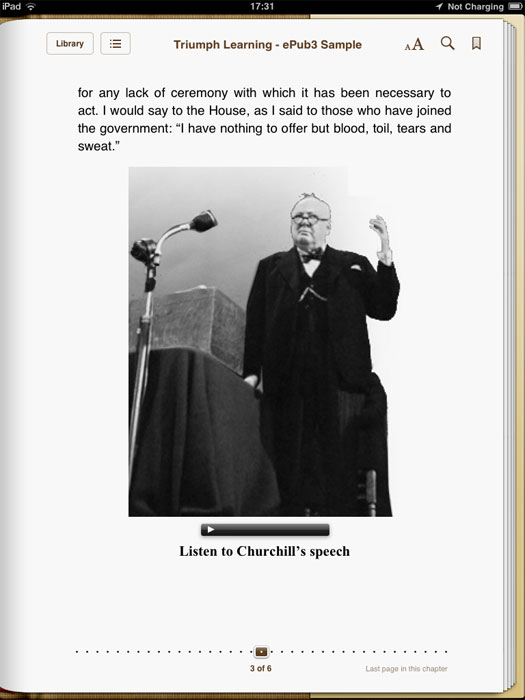 iPad 17:31 Not Charging
Library Triumph Learning - ePub3 Sample AA
for any lack of ceremony with which it has been necessary to
act. I would say to the House, as I said to those who have joined
the government: “I have nothing to offer but blood, toil, tears and
sweat.”
Listen to Churchill’s speech
3 of 6 Last page in this chapter